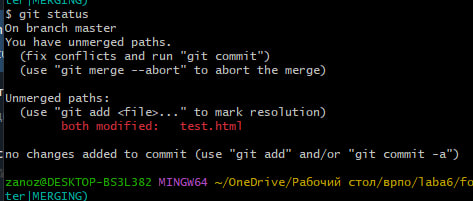 ter|MERGING)
$ git status
On branch master
You have unmerged paths.
  (fix conflicts and run "git commit")
  (use "git merge --abort" to abort the merge)

Unmerged paths:
  (use "git add <file>..." to mark resolution)
        both modified:   test.html

no changes added to commit (use "git add" and/or "git commit -a")

zanoz@DESKTOP-BS3L382 MINGW64 ~/OneDrive/Рабочий стол/врпо/laba6/fo
ter|MERGING)